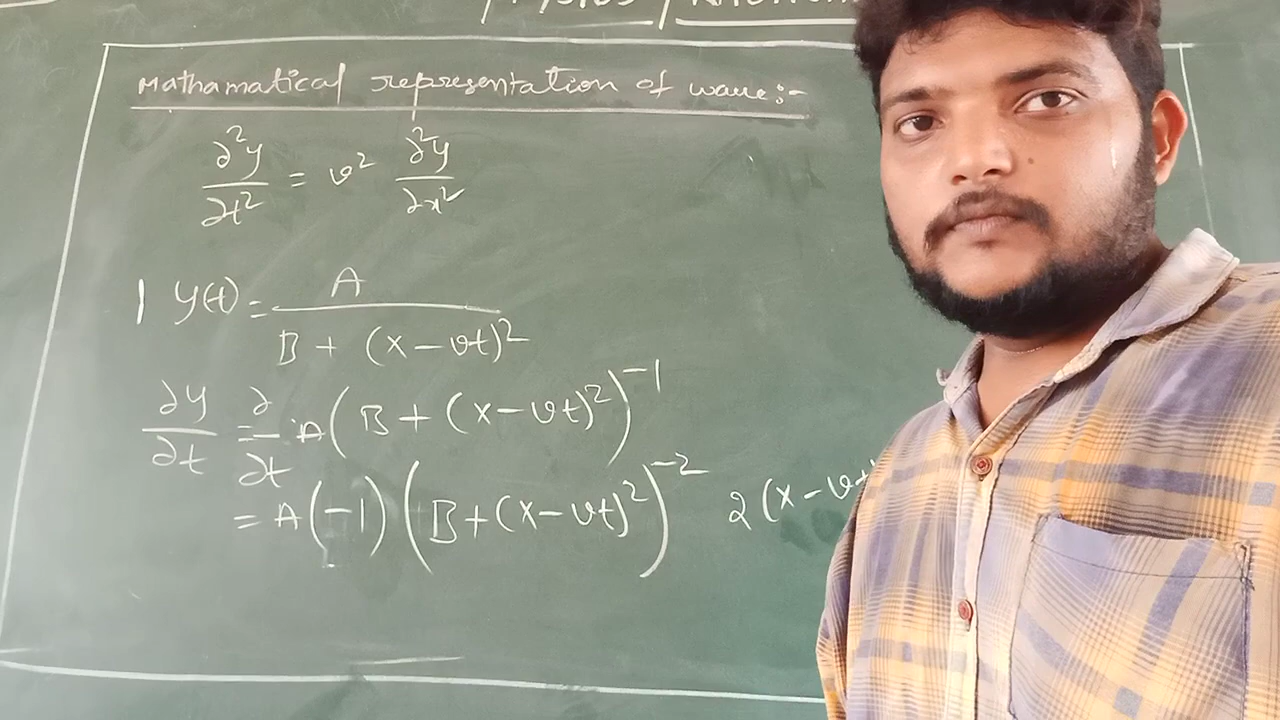 Mathamatical representation of wave:-
∂²y/∂t² = v² ∂²y/∂x²
1 y(t) = A/B + (x-vt)²
∂y/∂t = ∂/∂t A(B + (x-vt)²)⁻¹
= A(-1)(B+(x-vt)²)⁻² 2(x-vt